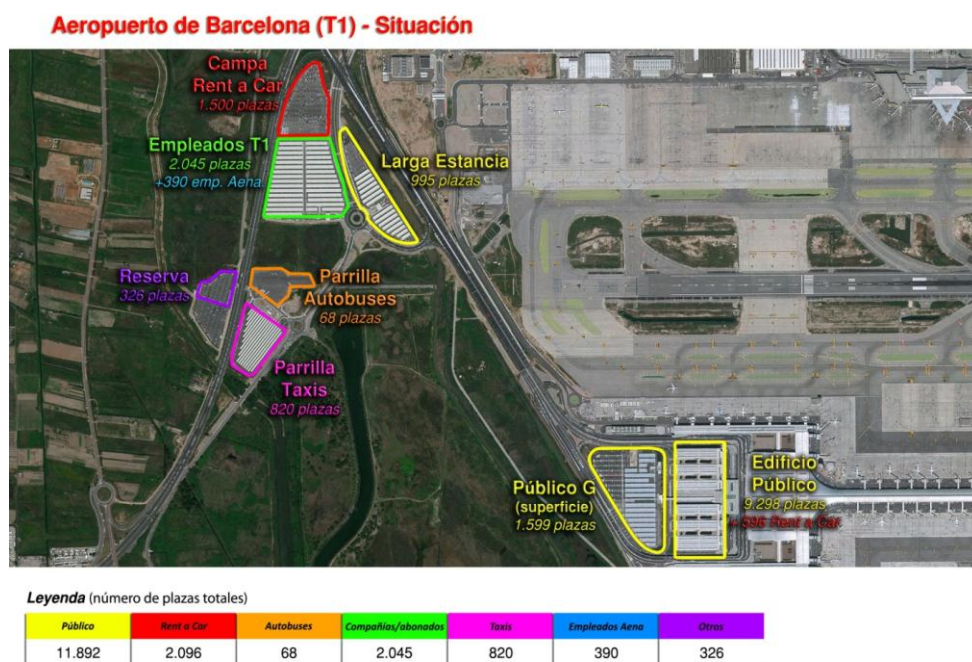 Aeropuerto de Barcelona (T1) - Situación
Campa
Rent a Car
1.500 plazas
Empleados T1
2.045 plazas
+390 emp. Aena.
Larga Estancia
995 plazas
Reserva
326 plazas
Parrilla
Autobuses
68 plazas
Parrilla
Taxis
820 plazas
Público G
(superficie)
1.599 plazas
Edificio
Público
9.298 plazas
+ 596 Rent a Car.
Leyenda (número de plazas totales)
Público Rent a Car Autobuses Compañías/abonados Taxis Empleados Aena Otros
11.892 2.096 68 2.045 820 390 326